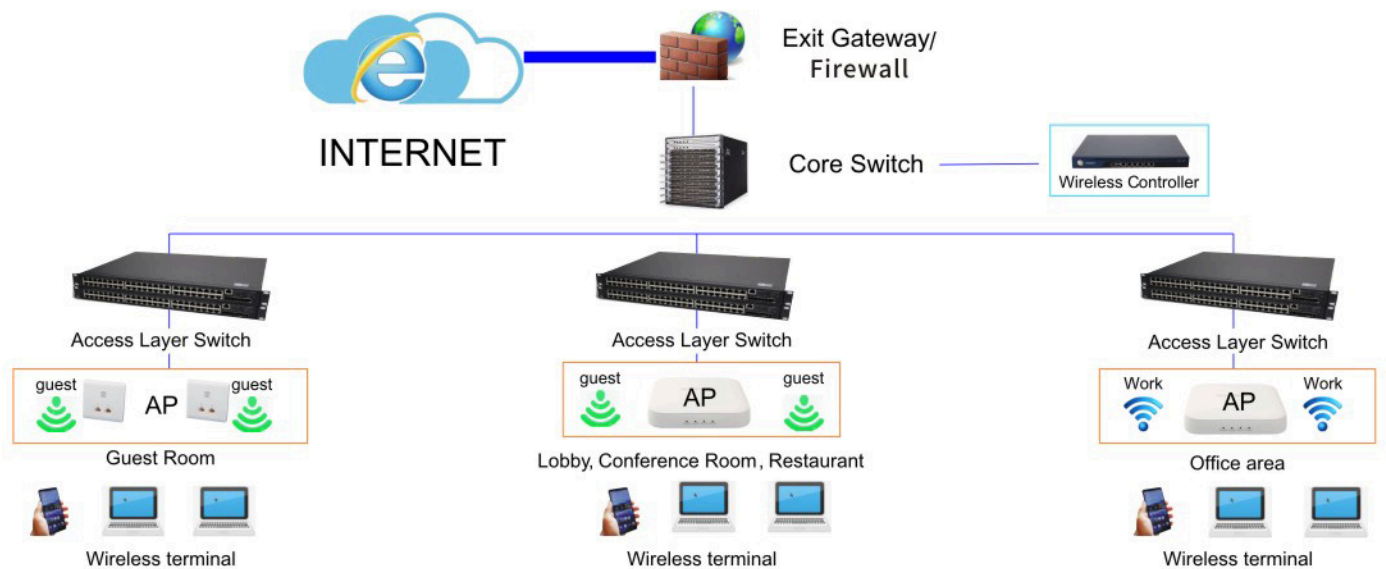 Exit Gateway/
Firewall
INTERNET
Core Switch
Wireless Controller
Access Layer Switch
Access Layer Switch
Access Layer Switch
guest
AP
guest
guest
AP
guest
Work
AP
Work
Guest Room
Lobby, Conference Room, Restaurant
Office area
Wireless terminal
Wireless terminal
Wireless terminal